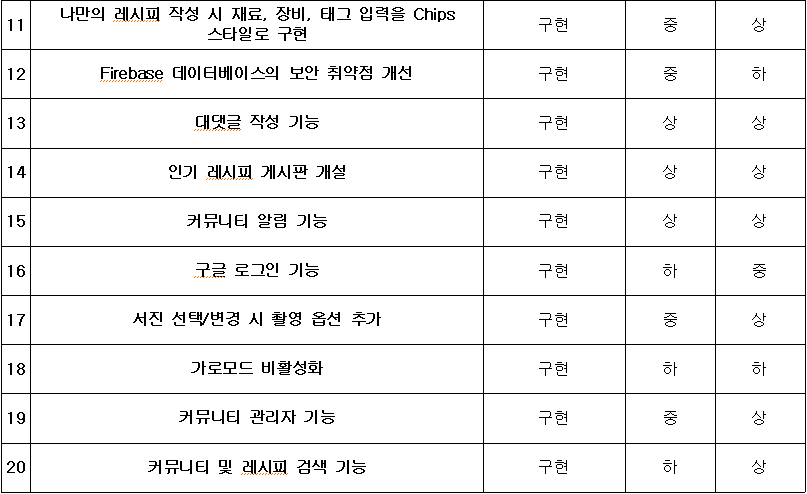 11 나만의 레시피 작성 시 재료, 장비, 태그 입력을 Chips 구현 중 상
스타일로 구현
12 Firebase 데이터베이스의 보안 취약점 개선 구현 중 하
13 대댓글 작성 기능 구현 상 상
14 인기 레시피 게시판 개설 구현 상 상
15 커뮤니티 알림 기능 구현 상 상
16 구글 로그인 기능 구현 하 중
17 서진 선택/변경 시 촬영 옵션 추가 구현 중 상
18 가로모드 비활성화 구현 하 하
19 커뮤니티 관리자 기능 구현 중 상
20 커뮤니티 및 레시피 검색 기능 구현 하 상